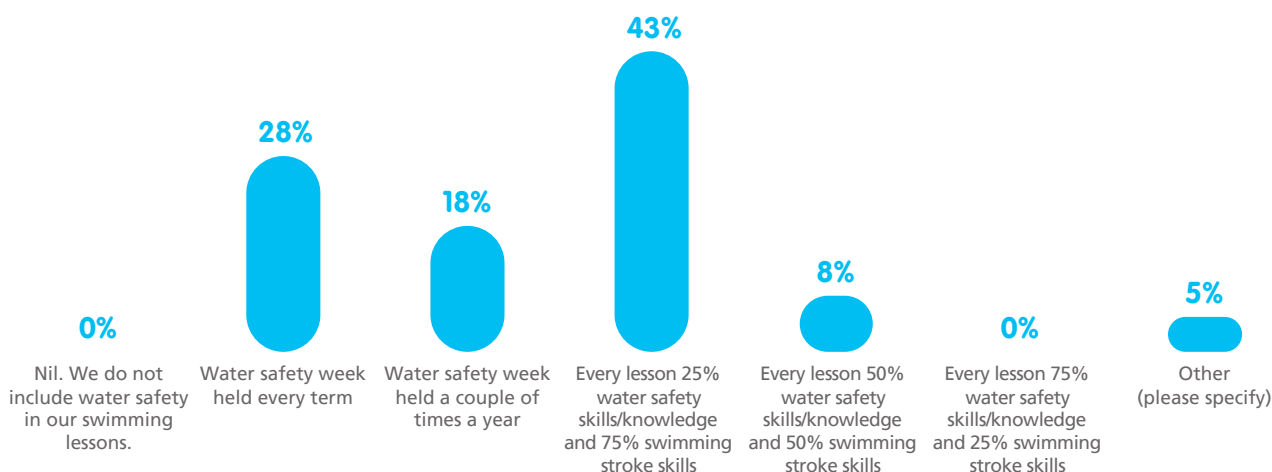 43%
28%
18%
8%
5%
0%
0%
Nil. We do not
include water safety
in our swimming
lessons.
Water safety week
held every term
Water safety week
held a couple of
times a year
Every lesson 25%
water safety
skills/knowledge
and 75% swimming
stroke skills
Every lesson 50%
water safety
skills/knowledge
and 50% swimming
stroke skills
Every lesson 75%
water safety
skills/knowledge
and 25% swimming
stroke skills
Other
(please specify)